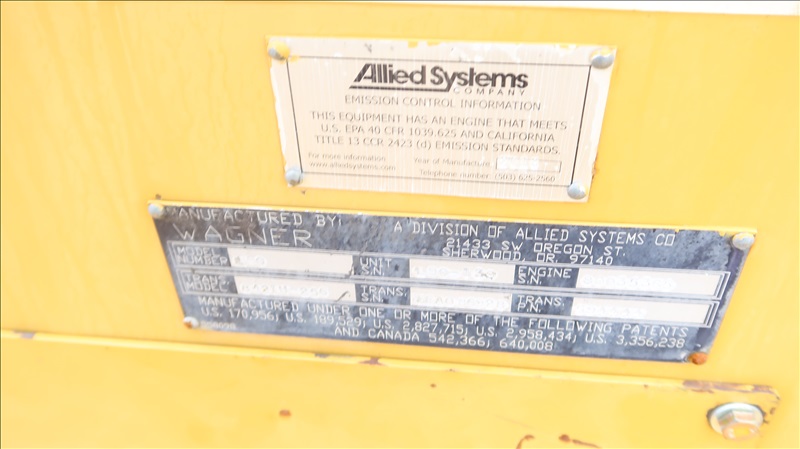 Allied Systems
COMPANY
EMISSION CONTROL INFORMATION
THIS EQUIPMENT HAS AN ENGINE THAT MEETS
U.S. EPA 40 CFR 1039.625 AND CALIFORNIA
TITLE 13 CCR 2423 (d) EMISSION STANDARDS.
For more information Year of Manufacture
www.alliedsystems.com Telephone number (503) 625-2560
MANUFACTURED BY: A DIVISION OF ALLIED SYSTEMS CO
WAGNER 21433 SW OREGON ST.
SHERWOOD, OR. 97140
MODEL UNIT ENGINE
NUMBER S.N. S.N.
TRANS. TRANS. TRANS.
MODEL S.N. P.N.
MANUFACTURED UNDER ONE OR MORE OF THE FOLLOWING PATENTS
U.S. 170,956; U.S. 189,529; U.S. 2,827,715; U.S. 2,958,434; U.S. 3,356,238
AND CANADA 542,366; 640,008